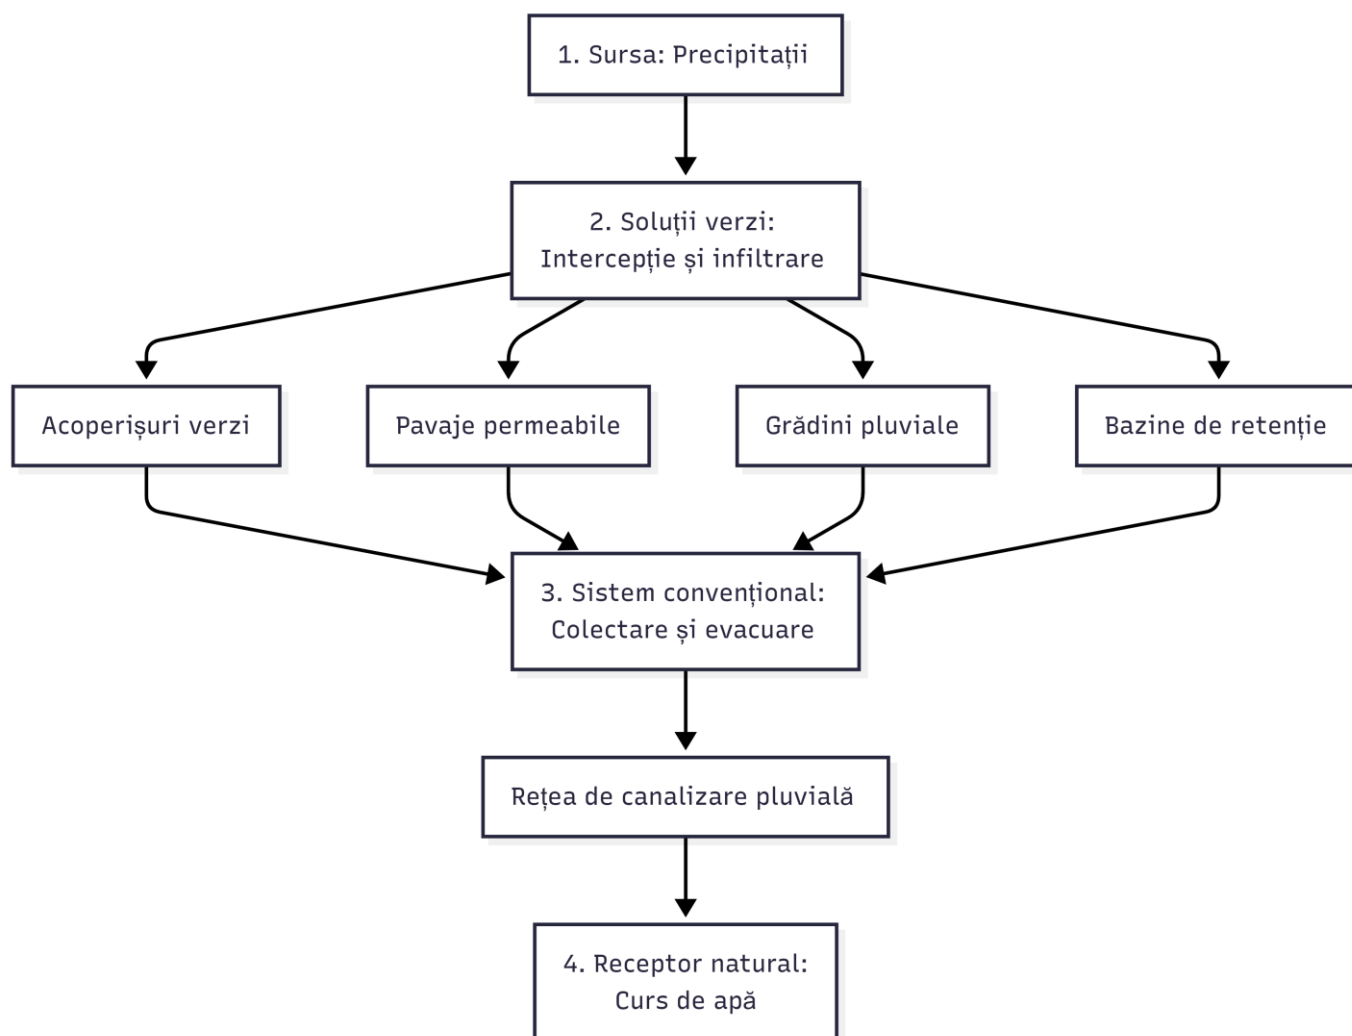 1. Sursa: Precipitații
2. Soluții verzi:
Intercepție și infiltrare
Acoperișuri verzi
Pavaje permeabile
Grădini pluviale
Bazine de retenție
3. Sistem convențional:
Colectare și evacuare
Rețea de canalizare pluvială
4. Receptor natural:
Curs de apă